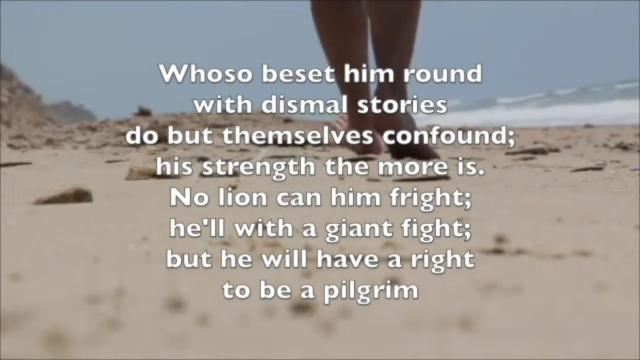 Whoso beset him round
with dismal stories
do but themselves confound;
his strength the more is.
No lion can him fright;
he'll with a giant fight;
but he will have a right
to be a pilgrim